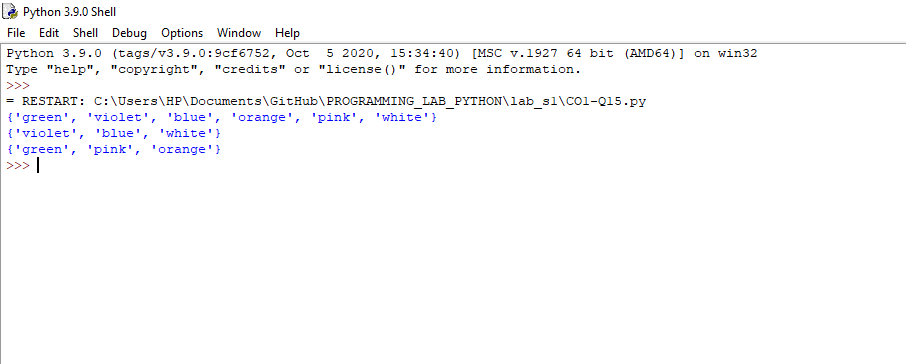 Python 3.9.0 Shell
File Edit Shell Debug Options Window Help
Python 3.9.0 (tags/v3.9.0:9cf6752, Oct  5 2020, 15:34:40) [MSC v.1927 64 bit (AMD64)] on win32
Type "help", "copyright", "credits" or "license()" for more information.
>>>
= RESTART: C:\Users\HP\Documents\GitHub\PROGRAMMING_LAB_PYTHON\lab_s1\CO1-Q15.py
{'green', 'violet', 'blue', 'orange', 'pink', 'white'}
{'violet', 'blue', 'white'}
{'green', 'pink', 'orange'}
>>>